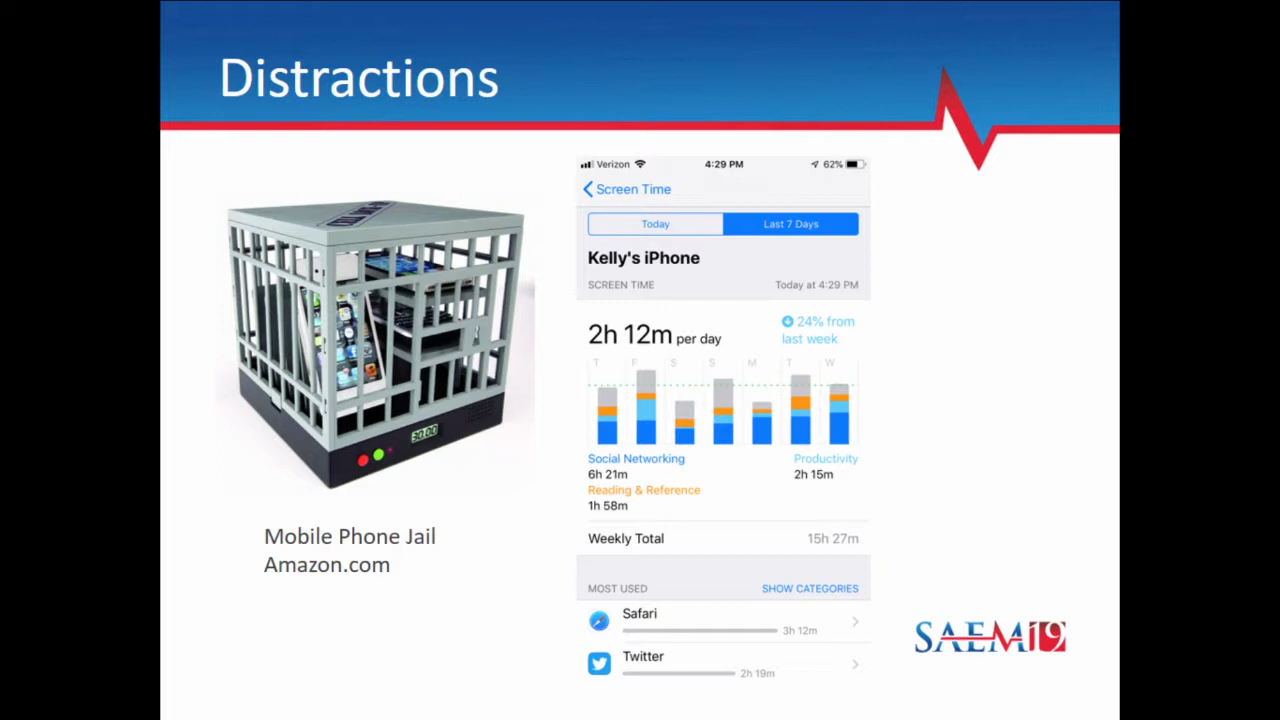 Distractions
Verizon 4:29 PM 62%
Screen Time
Today Last 7 Days
Kelly's iPhone
SCREEN TIME Today at 4:29 PM
2h 12m per day
24% from
last week
T F S S M T W
Social Networking Productivity
6h 21m 2h 15m
Reading & Reference
1h 58m
Weekly Total 15h 27m
MOST USED SHOW CATEGORIES
Safari
3h 12m
Twitter
2h 19m
30:00
Mobile Phone Jail
Amazon.com
SAEM19